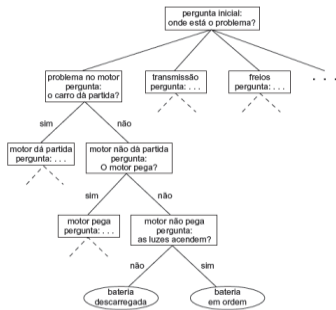 pergunta inicial:
onde está o problema?
problema no motor
pergunta:
o carro dà partida?
transmissão
pergunta: . . .
freios
pergunta: . . .
. . .
sim
não
motor dá partida
pergunta: . . .
motor não dà partida
pergunta:
O motor pega?
sim
não
motor pega
pergunta: . . .
motor não pega
pergunta:
as luzes acendem?
não
sim
bateria
descarregada
bateria
em ordem